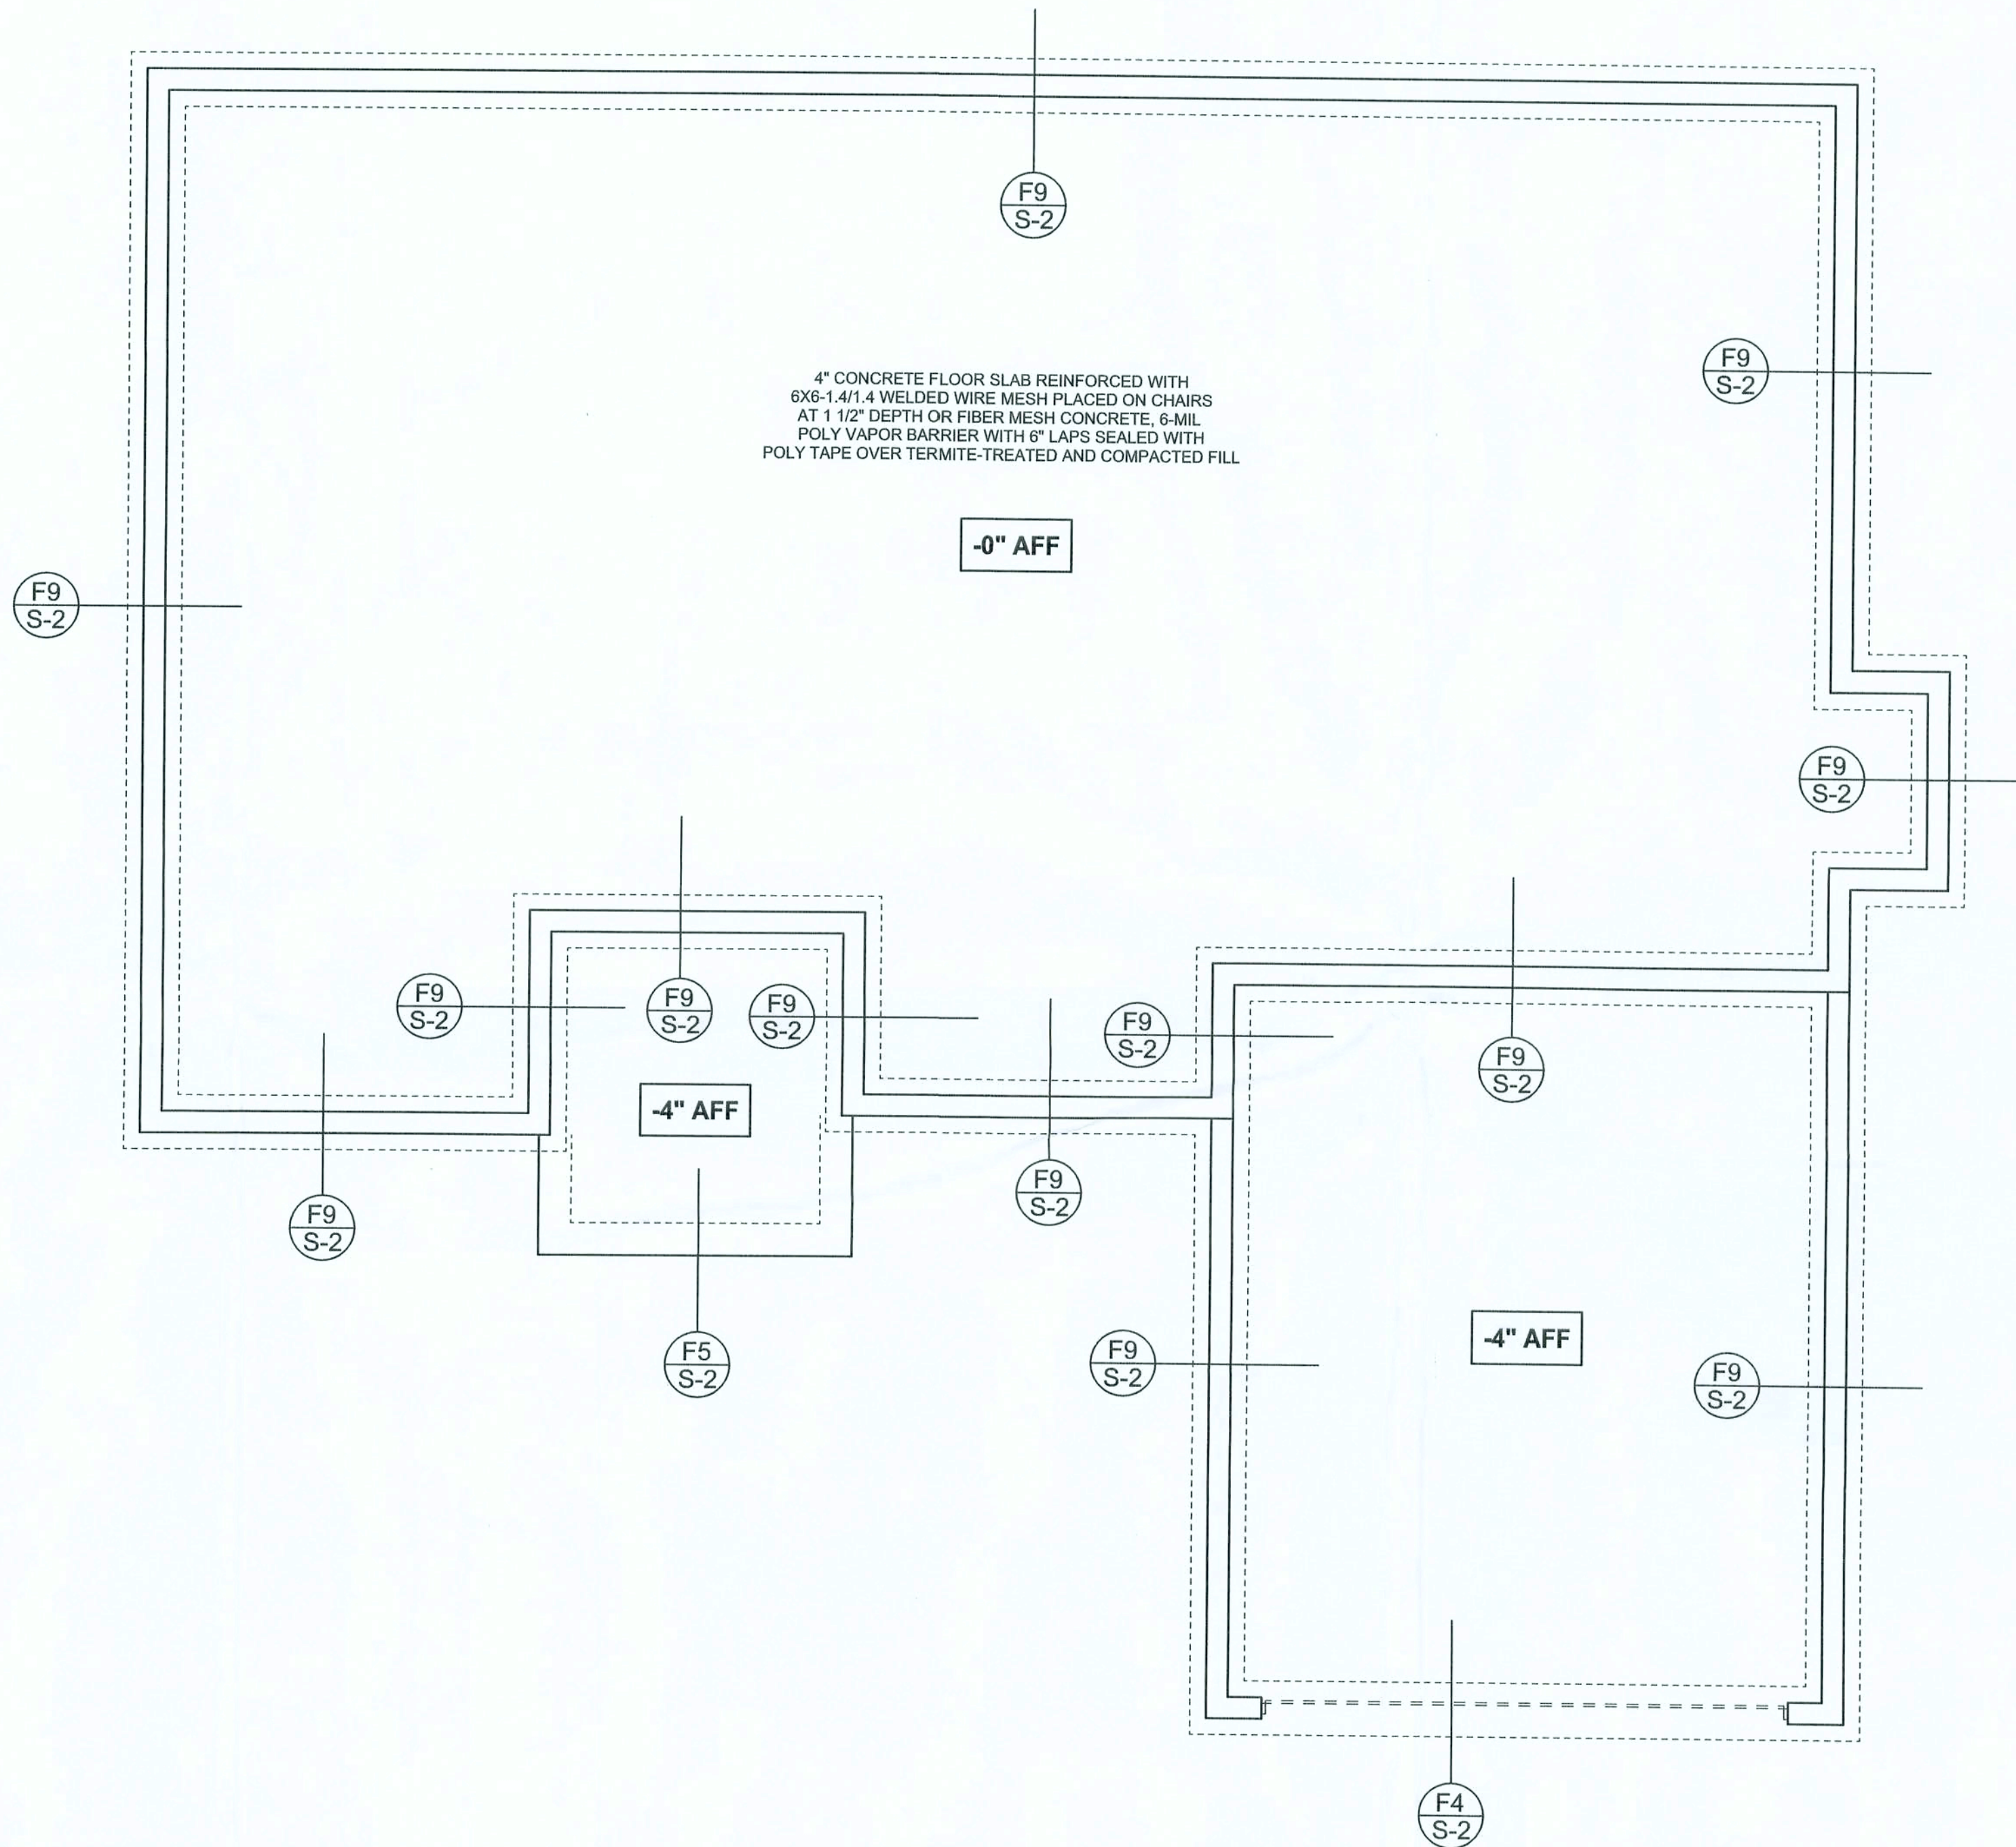 F9
S-2
F9
S-2
4" CONCRETE FLOOR SLAB REINFORCED WITH
6X6-1.4/1.4 WELDED WIRE MESH PLACED ON CHAIRS
AT 1 1/2" DEPTH OR FIBER MESH CONCRETE, 6-MIL
POLY VAPOR BARRIER WITH 6" LAPS SEALED WITH
POLY TAPE OVER TERMITE-TREATED AND COMPACTED FILL
-0" AFF
F9
S-2
F9
S-2
F9
S-2
F9
S-2
F9
S-2
F9
S-2
F9
S-2
-4" AFF
F9
S-2
F9
S-2
F5
S-2
F9
S-2
-4" AFF
F9
S-2
F4
S-2